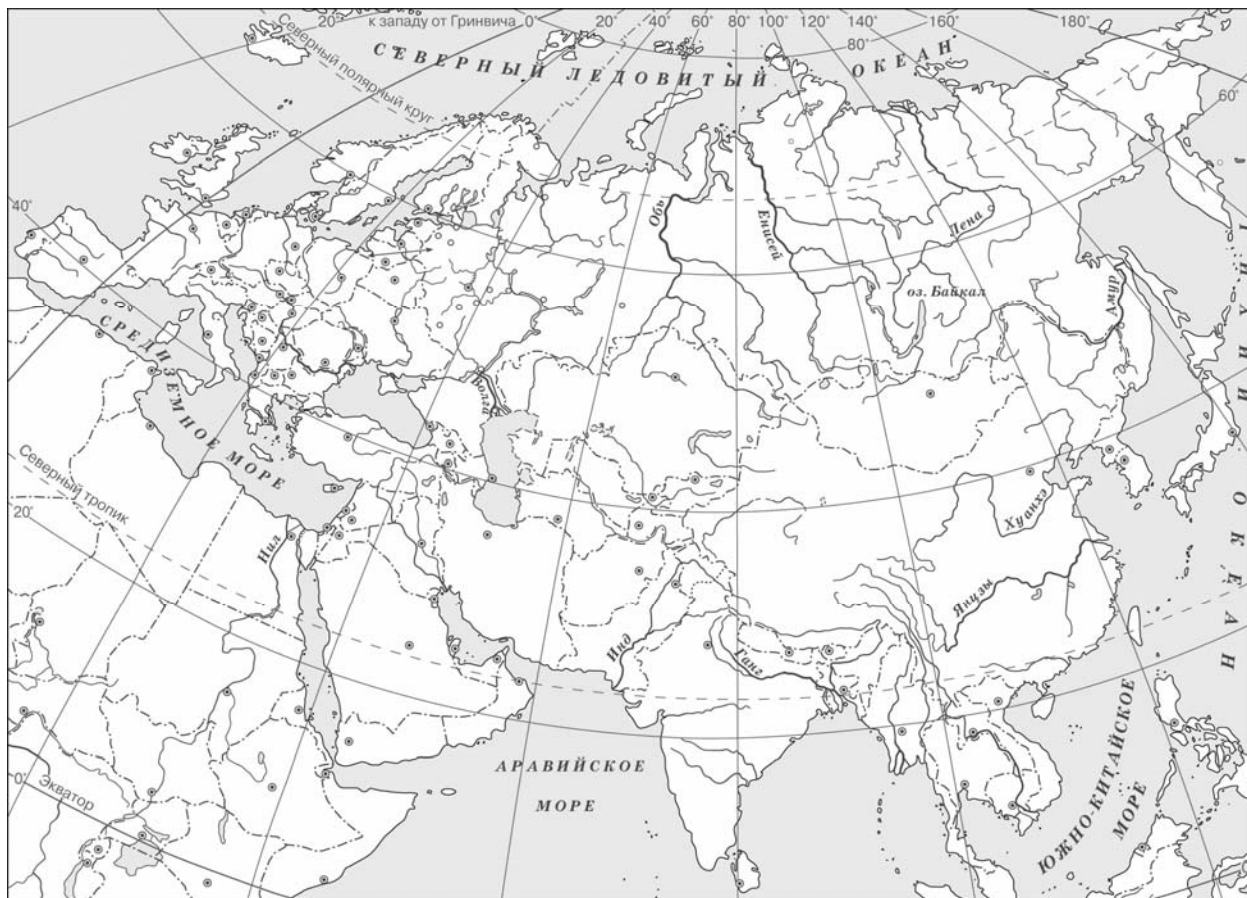 20° к западу от Гринвича 0° 20° 40° 60° 80° 100° 120° 140° 160° 180°
80°
60°
СЕВЕРНЫЙ ЛЕДОВИТЫЙ ОКЕАН
Северный полярный круг
40°
Обь
Енисей
Лена
оз. Байкал
Амур
ТИХИЙ ОКЕАН
СРЕДИЗЕМНОЕ МОРЕ
Волга
Северный тропик
20°
Нил
Хуанхэ
Янцзы
Инд
Ганг
АРАВИЙСКОЕ
МОРЕ
ЮЖНО-КИТАЙСКОЕ
МОРЕ
0°
Экватор